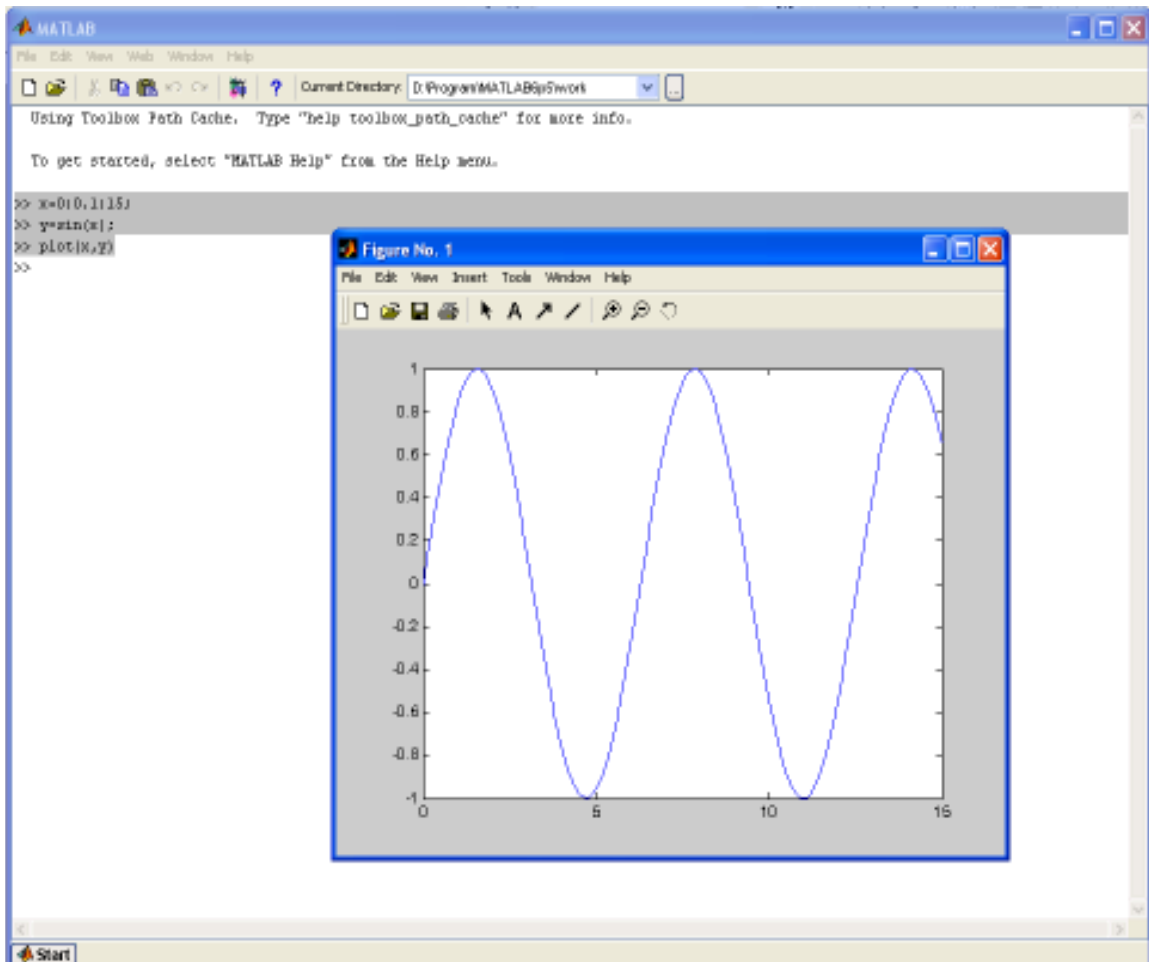 MATLAB
File Edit View Web Window Help
Current Directory: D:\Program\MATLAB6p5\work
Using Toolbox Path Cache. Type "help toolbox_path_cache" for more info.
To get started, select "MATLAB Help" from the Help menu.
>> x=0:0.1:15;
>> y=sin(x);
>> plot(x,y)
>>
Figure No. 1
File Edit View Insert Tools Window Help
A
1
0.8
0.6
0.4
0.2
0
-0.2
-0.4
-0.6
-0.8
-1
0 5 10 15
Start